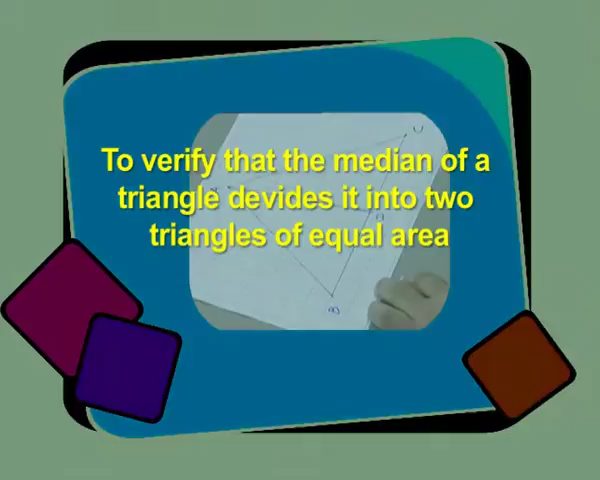 To verify that the median of a
triangle devides it into two
triangles of equal area
C
D
B